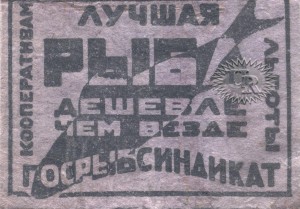 ЛУЧШАЯ
РЫБА
ДЕШЕВЛЕ
ЧЕМ ВЕЗДЕ
ГОСРЫБСИНДИКАТ
КООПЕРАТИВАМ
ЛЬГОТЫ